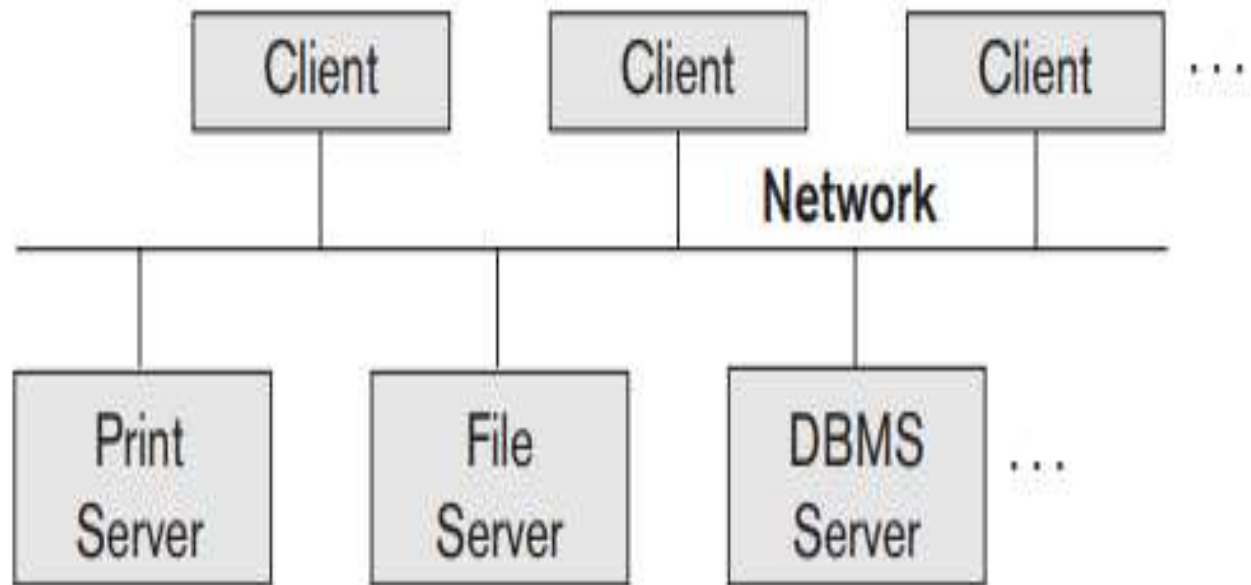 Client
Client
Client
...
Network
Print
Server
File
Server
DBMS
Server
...